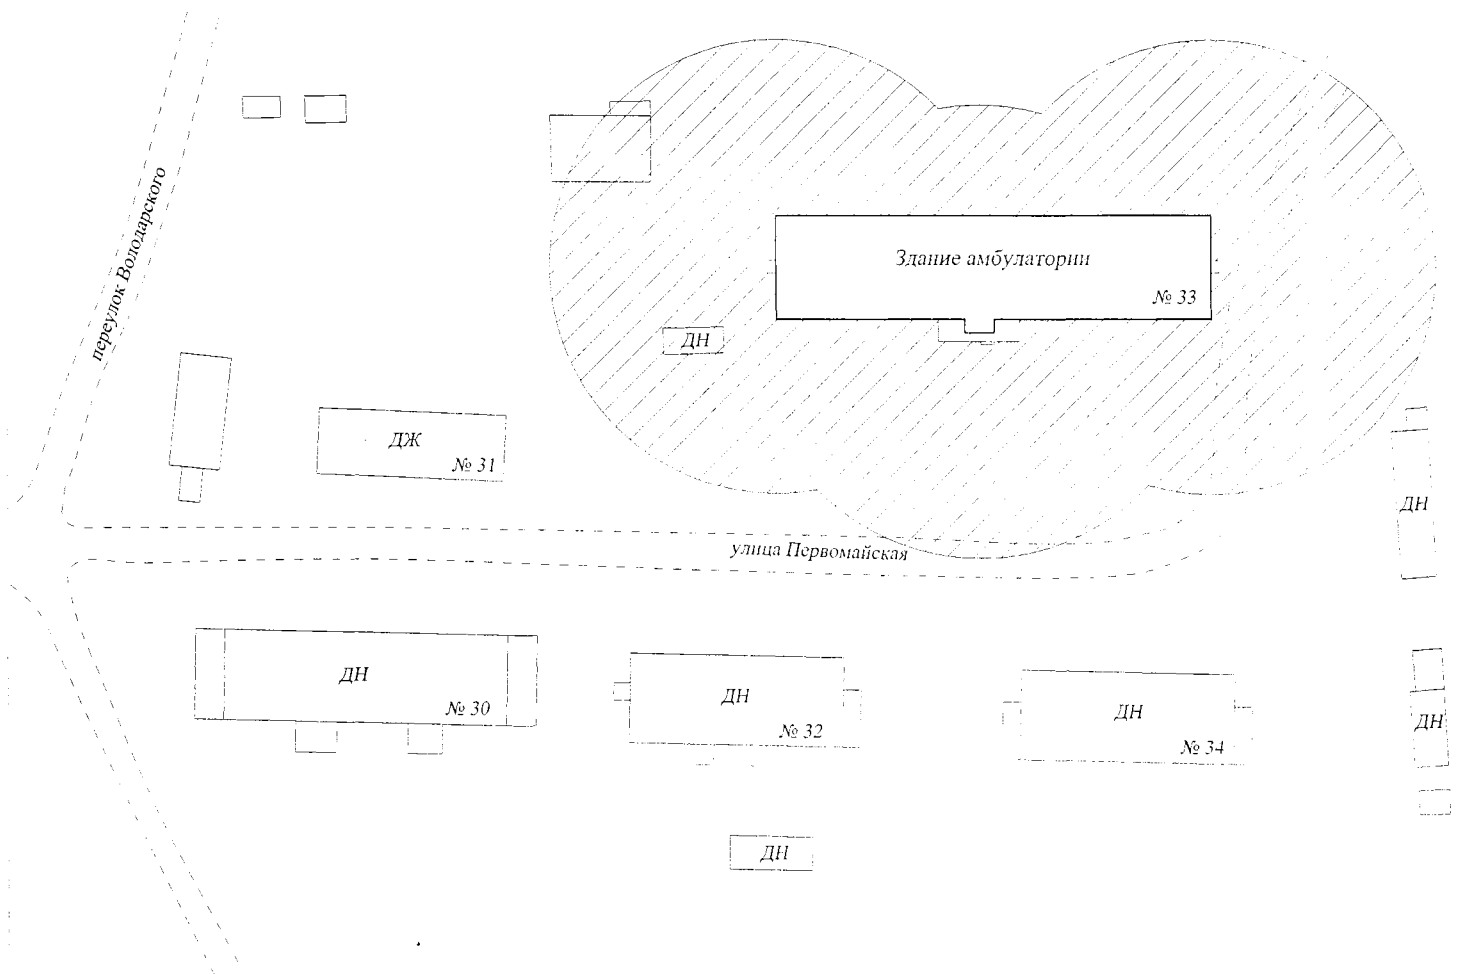 переулок Володарского
Здание амбулатории
№ 33
ДН
ДЖ
№ 31
ДН
улица Первомайская
ДН
№ 30
ДН
№ 32
ДН
№ 34
ДН
ДН